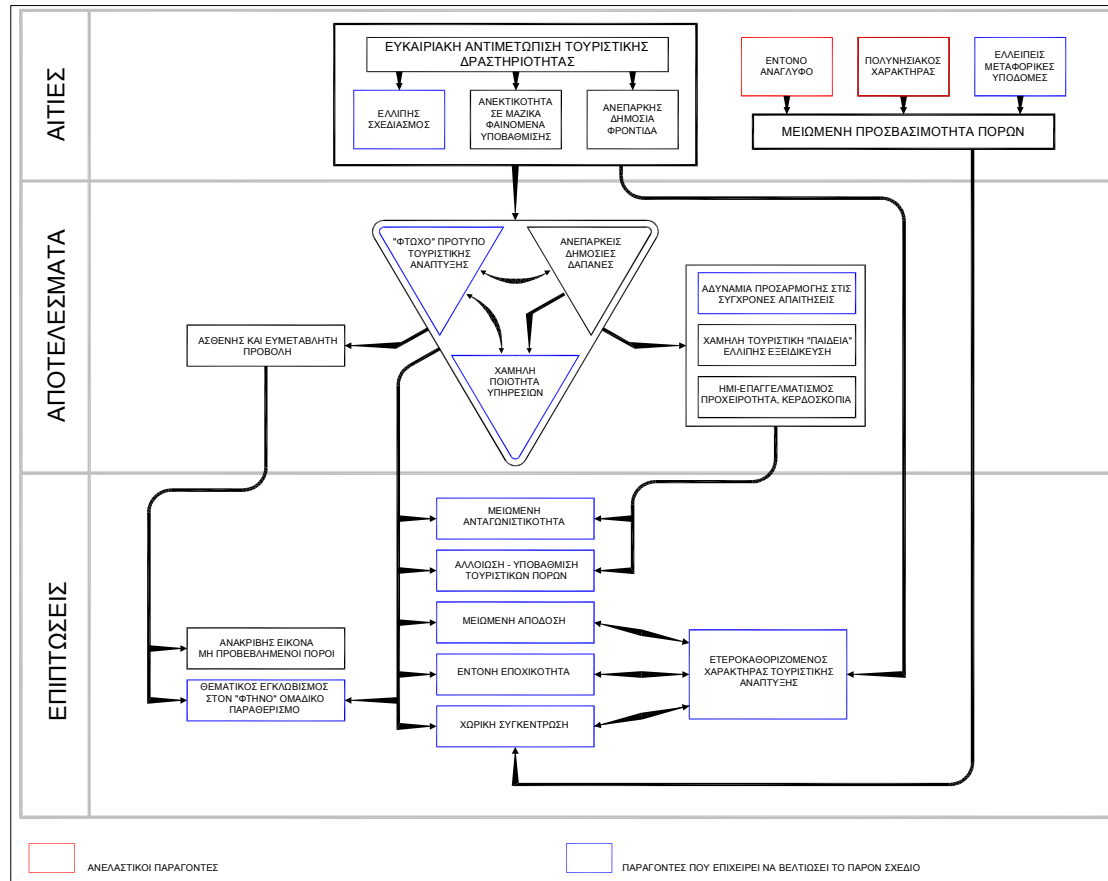 ΑΙΤΙΕΣ
ΕΥΚΑΙΡΙΑΚΗ ΑΝΤΙΜΕΤΩΠΙΣΗ ΤΟΥΡΙΣΤΙΚΗΣ
ΔΡΑΣΤΗΡΙΟΤΗΤΑΣ
ΕΛΛΙΠΗΣ
ΣΧΕΔΙΑΣΜΟΣ
ΑΝΕΚΤΙΚΟΤΗΤΑ
ΣΕ ΜΑΖΙΚΑ
ΦΑΙΝΟΜΕΝΑ
ΥΠΟΒΑΘΜΙΣΗΣ
ΑΝΕΠΑΡΚΗΣ
ΔΗΜΟΣΙΑ
ΦΡΟΝΤΙΔΑ
ΕΝΤΟΝΟ
ΑΝΑΓΛΥΦΟ
ΠΟΛΥΝΗΣΙΑΚΟΣ
ΧΑΡΑΚΤΗΡΑΣ
ΕΛΛΕΙΠΕΙΣ
ΜΕΤΑΦΟΡΙΚΕΣ
ΥΠΟΔΟΜΕΣ
ΜΕΙΩΜΕΝΗ ΠΡΟΣΒΑΣΙΜΟΤΗΤΑ ΠΟΡΩΝ
ΑΠΟΤΕΛΕΣΜΑΤΑ
"ΦΤΩΧΟ" ΠΡΟΤΥΠΟ
ΤΟΥΡΙΣΤΙΚΗΣ
ΑΝΑΠΤΥΞΗΣ
ΑΝΕΠΑΡΚΕΙΣ
ΔΗΜΟΣΙΕΣ
ΔΑΠΑΝΕΣ
ΧΑΜΗΛΗ
ΠΟΙΟΤΗΤΑ
ΥΠΗΡΕΣΙΩΝ
ΑΣΘΕΝΗΣ ΚΑΙ ΕΥΜΕΤΑΒΛΗΤΗ
ΠΡΟΒΟΛΗ
ΑΔΥΝΑΜΙΑ ΠΡΟΣΑΡΜΟΓΗΣ ΣΤΙΣ
ΣΥΓΧΡΟΝΕΣ ΑΠΑΙΤΗΣΕΙΣ
ΧΑΜΗΛΗ ΤΟΥΡΙΣΤΙΚΗ "ΠΑΙΔΕΙΑ"
ΕΛΛΙΠΗΣ ΕΞΕΙΔΙΚΕΥΣΗ
ΗΜΙ-ΕΠΑΓΓΕΛΜΑΤΙΣΜΟΣ
ΠΡΟΧΕΙΡΟΤΗΤΑ, ΚΕΡΔΟΣΚΟΠΙΑ
ΕΠΙΠΤΩΣΕΙΣ
ΜΕΙΩΜΕΝΗ
ΑΝΤΑΓΩΝΙΣΤΙΚΟΤΗΤΑ
ΑΛΛΟΙΩΣΗ - ΥΠΟΒΑΘΜΙΣΗ
ΤΟΥΡΙΣΤΙΚΩΝ ΠΟΡΩΝ
ΜΕΙΩΜΕΝΗ ΑΠΟΔΟΣΗ
ΕΝΤΟΝΗ ΕΠΟΧΙΚΟΤΗΤΑ
ΧΩΡΙΚΗ ΣΥΓΚΕΝΤΡΩΣΗ
ΑΝΑΚΡΙΒΗΣ ΕΙΚΟΝΑ
ΜΗ ΠΡΟΒΕΒΛΗΜΕΝΟΙ ΠΟΡΟΙ
ΘΕΜΑΤΙΚΟΣ ΕΓΚΛΩΒΙΣΜΟΣ
ΣΤΟΝ "ΦΤΗΝΟ" ΟΜΑΔΙΚΟ
ΠΑΡΑΘΕΡΙΣΜΟ
ΕΤΕΡΟΚΑΘΟΡΙΖΟΜΕΝΟΣ
ΧΑΡΑΚΤΗΡΑΣ ΤΟΥΡΙΣΤΙΚΗΣ
ΑΝΑΠΤΥΞΗΣ
ΑΝΕΛΑΣΤΙΚΟΙ ΠΑΡΑΓΟΝΤΕΣ
ΠΑΡΑΓΟΝΤΕΣ ΠΟΥ ΕΠΙΧΕΙΡΕΙ ΝΑ ΒΕΛΤΙΩΣΕΙ ΤΟ ΠΑΡΟΝ ΣΧΕΔΙΟ